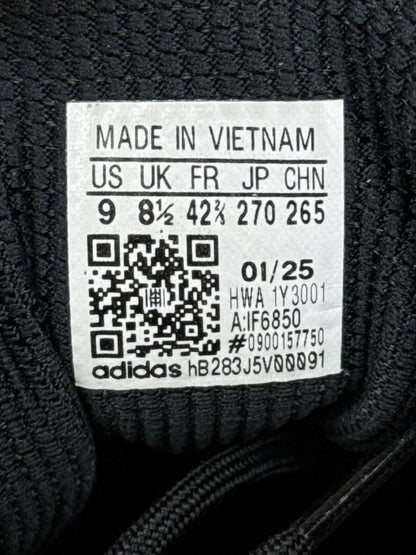 MADE IN VIETNAM
US UK FR JP CHN
9 8½ 42⅔ 270 265
01/25
HWA 1Y3001
A:IF6850
#0900157750
adidas hB283J5V00091